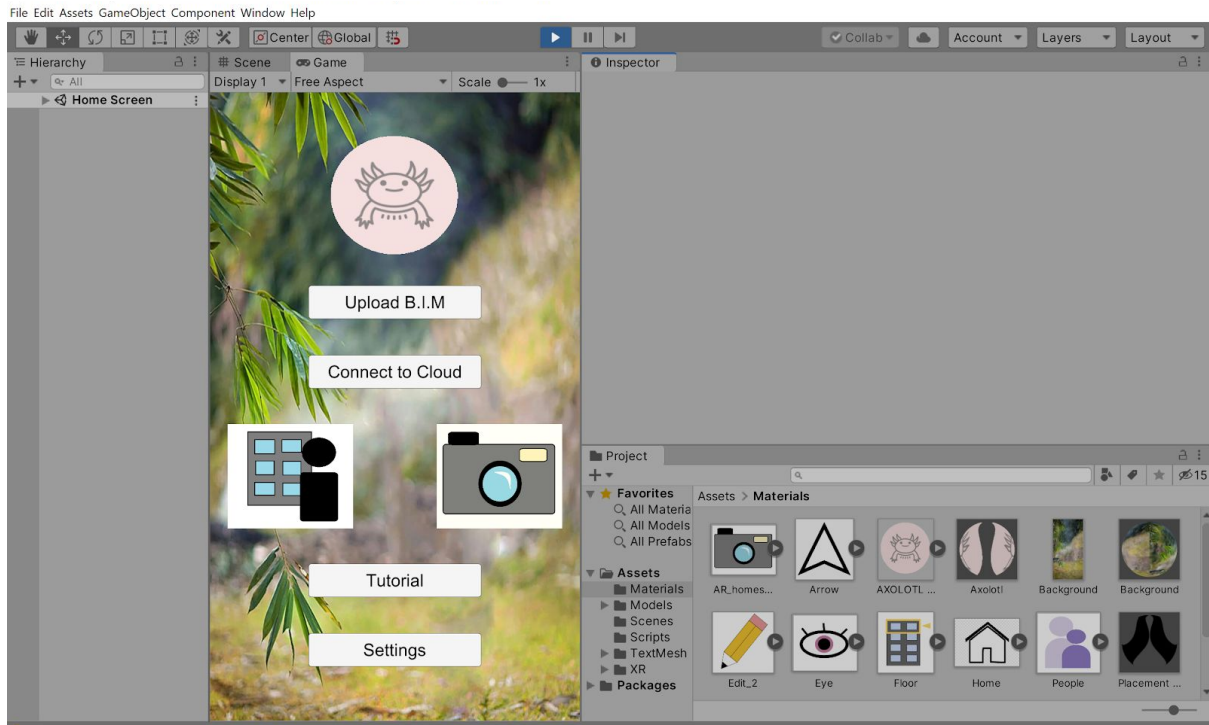 File Edit Assets GameObject Component Window Help
Center Global Collab Account Layers Layout
Hierarchy
All
Home Screen
Scene Game
Display 1 Free Aspect Scale 1x
Upload B.I.M
Connect to Cloud
Tutorial
Settings
Inspector
Project
15
Favorites
All Materia
All Models
All Prefabs
Assets
Materials
Models
Scenes
Scripts
TextMesh
XR
Packages
Assets > Materials
AR_homes... Arrow AXOLOTL ... Axolotl Background Background
Edit_2 Eye Floor Home People Placement ...